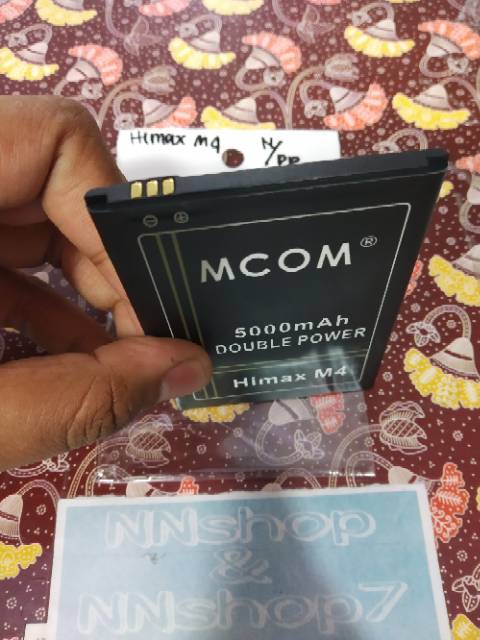 Himax M4
N/PP
MCOM®
5000mAh
DOUBLE POWER
Himax M4
NNshop
&
NNshop7